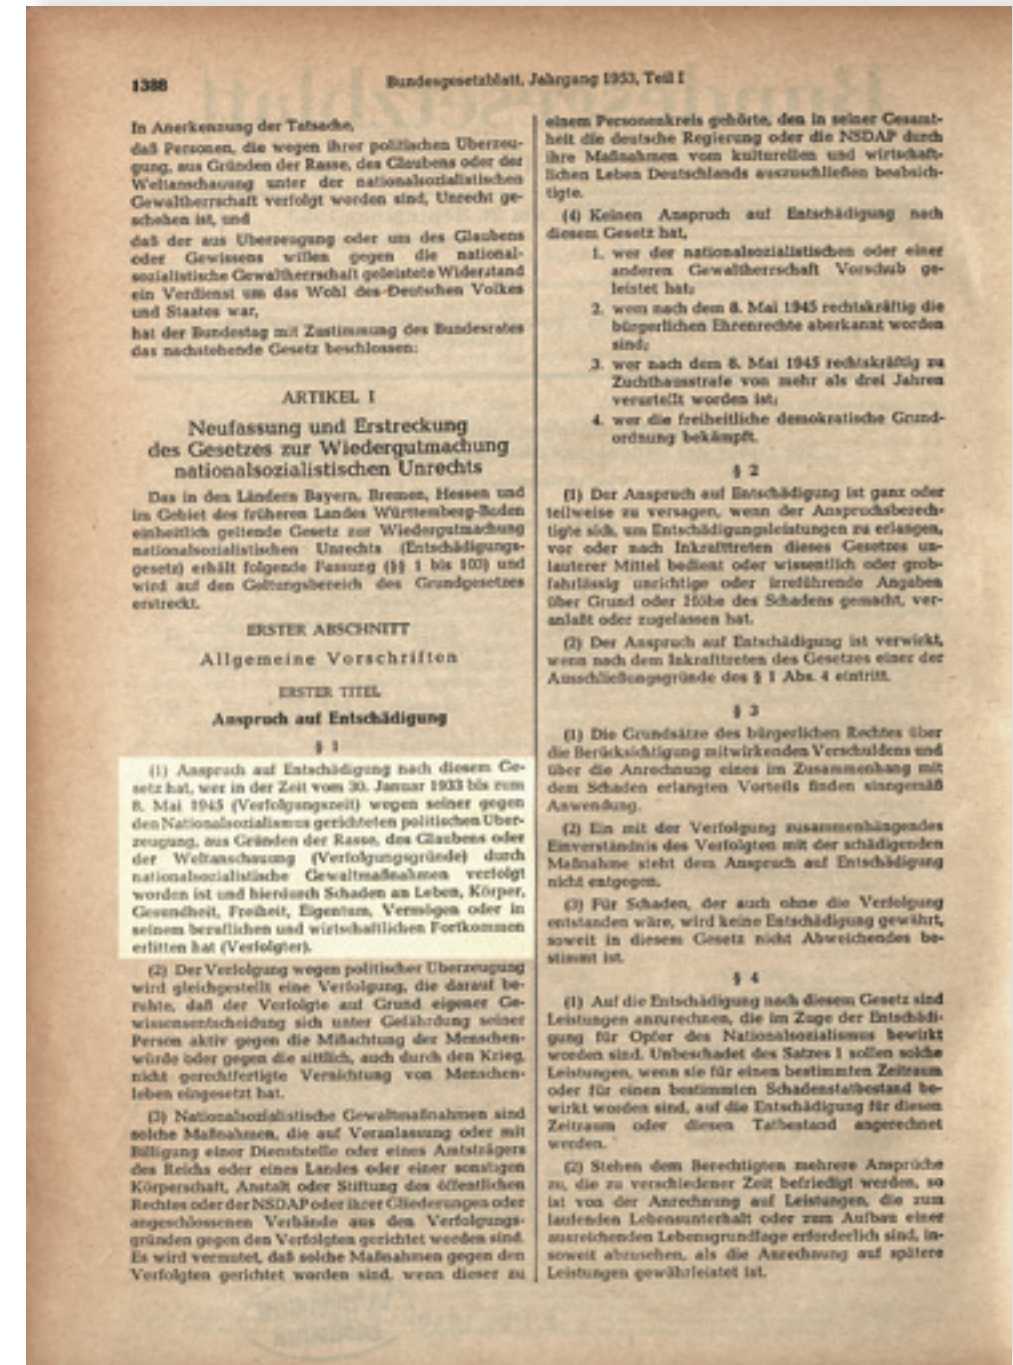 1388
Bundesgesetzblatt, Jahrgang 1953, Teil I
In Anerkennung der Tatsache,
daß Personen, die wegen ihrer politischen Überzeu-
gung, aus Gründen der Rasse, des Glaubens oder der
Weltanschauung unter der nationalsozialistischen
Gewaltherrschaft verfolgt worden sind, Unrecht ge-
schehen ist, und
daß der aus Überzeugung oder um des Glaubens
oder Gewissens willen gegen die national-
sozialistische Gewaltherrschaft geleistete Widerstand
ein Verdienst um das Wohl des Deutschen Volkes
und Staates war,
hat der Bundestag mit Zustimmung des Bundesrates
das nachstehende Gesetz beschlossen:
ARTIKEL I
Neufassung und Erstreckung
des Gesetzes zur Wiedergutmachung
nationalsozialistischen Unrechts
Das in den Ländern Bayern, Bremen, Hessen und
im Gebiet des früheren Landes Württemberg-Baden
einheitlich geltende Gesetz zur Wiedergutmachung
nationalsozialistischen Unrechts (Entschädigungs-
gesetz) erhält folgende Fassung (§§ 1 bis 103) und
wird auf den Geltungsbereich des Grundgesetzes
erstreckt.
ERSTER ABSCHNITT
Allgemeine Vorschriften
ERSTER TITEL
Anspruch auf Entschädigung
§ 1
(1) Anspruch auf Entschädigung nach diesem Ge-
setz hat, wer in der Zeit vom 30. Januar 1933 bis zum
8. Mai 1945 (Verfolgungszeit) wegen seiner gegen
den Nationalsozialismus gerichteten politischen Über-
zeugung, aus Gründen der Rasse, des Glaubens oder
der Weltanschauung (Verfolgungsgründe) durch
nationalsozialistische Gewaltmaßnahmen verfolgt
worden ist und hierdurch Schaden an Leben, Körper,
Gesundheit, Freiheit, Eigentum, Vermögen oder in
seinem beruflichen und wirtschaftlichen Fortkommen
erlitten hat (Verfolgter).
(2) Der Verfolgung wegen politischer Überzeugung
wird gleichgestellt eine Verfolgung, die darauf be-
ruhte, daß der Verfolgte auf Grund eigener Ge-
wissensentscheidung sich unter Gefährdung seiner
Person aktiv gegen die Mißachtung der Menschen-
würde oder gegen die sittlich, auch durch den Krieg,
nicht gerechtfertigte Vernichtung von Menschen-
leben eingesetzt hat.
(3) Nationalsozialistische Gewaltmaßnahmen sind
solche Maßnahmen, die auf Veranlassung oder mit
Billigung einer Dienststelle oder eines Amtsträgers
des Reichs oder eines Landes oder einer sonstigen
Körperschaft, Anstalt oder Stiftung des öffentlichen
Rechtes oder der NSDAP oder ihrer Gliederungen oder
angeschlossenen Verbände aus den Verfolgungs-
gründen gegen den Verfolgten gerichtet worden sind.
Es wird vermutet, daß solche Maßnahmen gegen den
Verfolgten gerichtet worden sind, wenn dieser zu
einem Personenkreis gehörte, den in seiner Gesamt-
heit die deutsche Regierung oder die NSDAP durch
ihre Maßnahmen vom kulturellen und wirtschaft-
lichen Leben Deutschlands auszuschließen beabsich-
tigte.
(4) Keinen Anspruch auf Entschädigung nach
diesem Gesetz hat,
1. wer der nationalsozialistischen oder einer
anderen Gewaltherrschaft Vorschub ge-
leistet hat;
2. wem nach dem 8. Mai 1945 rechtskräftig die
bürgerlichen Ehrenrechte aberkannt worden
sind;
3. wer nach dem 8. Mai 1945 rechtskräftig zu
Zuchthausstrafe von mehr als drei Jahren
verurteilt worden ist;
4. wer die freiheitliche demokratische Grund-
ordnung bekämpft.
§ 2
(1) Der Anspruch auf Entschädigung ist ganz oder
teilweise zu versagen, wenn der Anspruchsberech-
tigte sich, um Entschädigungsleistungen zu erlangen,
vor oder nach Inkrafttreten dieses Gesetzes un-
lauterer Mittel bedient oder wissentlich oder grob-
fahrlässig unrichtige oder irreführende Angaben
über Grund oder Höhe des Schadens gemacht, ver-
anlaßt oder zugelassen hat.
(2) Der Anspruch auf Entschädigung ist verwirkt,
wenn nach dem Inkrafttreten des Gesetzes einer der
Ausschließungsgründe des § 1 Abs. 4 eintritt.
§ 3
(1) Die Grundsätze des bürgerlichen Rechtes über
die Berücksichtigung mitwirkenden Verschuldens und
über die Anrechnung eines im Zusammenhang mit
dem Schaden erlangten Vorteils finden sinngemäß
Anwendung.
(2) Ein mit der Verfolgung zusammenhängendes
Einverständnis des Verfolgten mit der schädigenden
Maßnahme steht dem Anspruch auf Entschädigung
nicht entgegen.
(3) Für Schaden, der auch ohne die Verfolgung
entstanden wäre, wird keine Entschädigung gewährt,
soweit in diesem Gesetz nicht Abweichendes be-
stimmt ist.
§ 4
(1) Auf die Entschädigung nach diesem Gesetz sind
Leistungen anzurechnen, die im Zuge der Entschädi-
gung für Opfer des Nationalsozialismus bewirkt
worden sind. Unbeschadet des Satzes 1 sollen solche
Leistungen, wenn sie für einen bestimmten Zeitraum
oder für einen bestimmten Schadenstatbestand be-
wirkt worden sind, auf die Entschädigung für diesen
Zeitraum oder diesen Tatbestand angerechnet
werden.
(2) Stehen dem Berechtigten mehrere Ansprüche
zu, die zu verschiedener Zeit befriedigt werden, so
ist von der Anrechnung auf Leistungen, die zum
laufenden Lebensunterhalt oder zum Aufbau einer
ausreichenden Lebensgrundlage erforderlich sind, in-
soweit abzusehen, als die Anrechnung auf spätere
Leistungen gewährleistet ist.